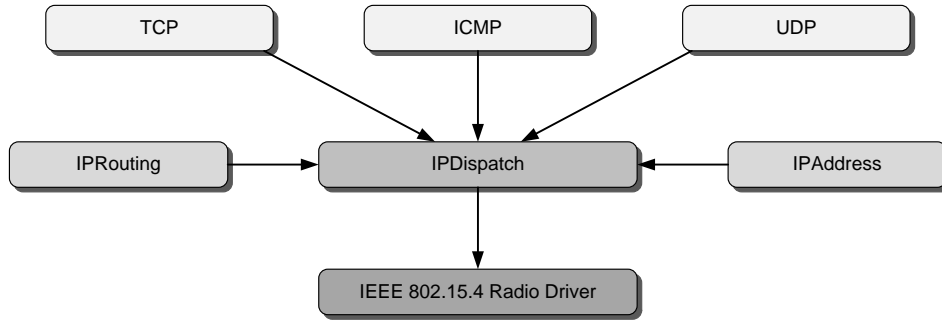 TCP
ICMP
UDP
IPRouting
IPDispatch
IPAddress
IEEE 802.15.4 Radio Driver